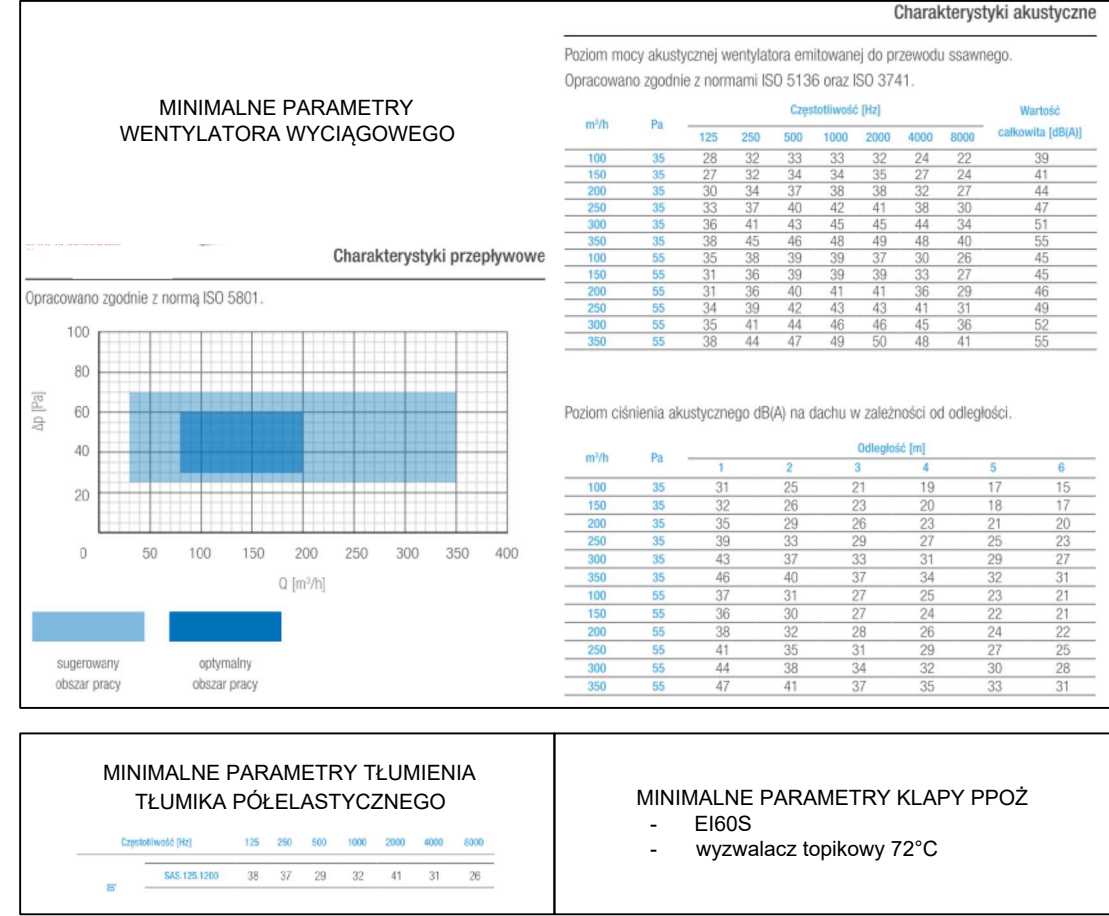 MINIMALNE PARAMETRY
WENTYLATORA WYCIĄGOWEGO
Charakterystyki przepływowe
Opracowano zgodnie z normą ISO 5801.
Δp [Pa]
100
80
60
40
20
0 50 100 150 200 250 300 350 400
Q [m³/h]
sugerowany optymalny
obszar pracy obszar pracy
Charakterystyki akustyczne
Poziom mocy akustycznej wentylatora emitowanej do przewodu ssawnego.
Opracowano zgodnie z normami ISO 5136 oraz ISO 3741.
m³/h Pa Częstotliwość [Hz] Wartość
125 250 500 1000 2000 4000 8000 całkowita [dB(A)]
100 35 28 32 33 33 32 24 22 39
150 35 27 32 34 34 35 27 24 41
200 35 30 34 37 38 38 32 27 44
250 35 33 37 40 42 41 38 30 47
300 35 36 41 43 45 45 44 34 51
350 35 38 45 46 48 49 48 40 55
100 55 35 38 39 39 37 30 26 45
150 55 31 36 39 39 39 33 27 45
200 55 31 36 40 41 41 36 29 46
250 55 34 39 42 43 43 41 31 49
300 55 35 41 44 46 46 45 36 52
350 55 38 44 47 49 50 48 41 55
Poziom ciśnienia akustycznego dB(A) na dachu w zależności od odległości.
m³/h Pa Odległość [m]
1 2 3 4 5 6
100 35 31 25 21 19 17 15
150 35 32 26 23 20 18 17
200 35 35 29 26 23 21 20
250 35 39 33 29 27 25 23
300 35 43 37 33 31 29 27
350 35 46 40 37 34 32 31
100 55 37 31 27 25 23 21
150 55 36 30 27 24 22 21
200 55 38 32 28 26 24 22
250 55 41 35 31 29 27 25
300 55 44 38 34 32 30 28
350 55 47 41 37 35 33 31
MINIMALNE PARAMETRY TŁUMIENIA
TŁUMIKA PÓŁELASTYCZNEGO
Częstotliwość [Hz] 125 250 500 1000 2000 4000 8000
SAS.125.1200 38 37 29 32 41 31 26
MINIMALNE PARAMETRY KLAPY PPOŻ
- EI60S
- wyzwalacz topikowy 72°C